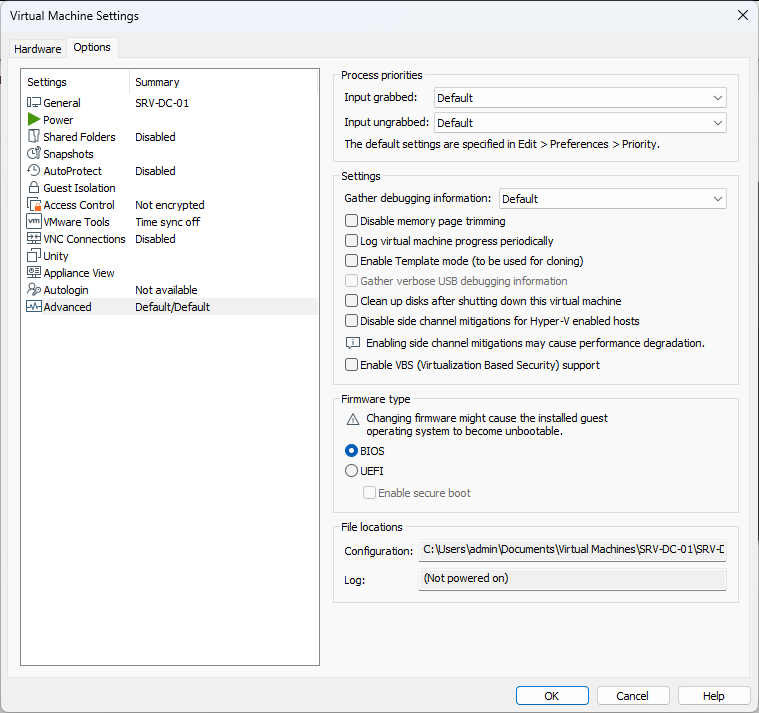 Virtual Machine Settings
Hardware Options
Settings Summary
General SRV-DC-01
Power
Shared Folders Disabled
Snapshots
AutoProtect Disabled
Guest Isolation
Access Control Not encrypted
vm VMware Tools Time sync off
VNC Connections Disabled
Unity
Appliance View
Autologin Not available
Advanced Default/Default
Process priorities
Input grabbed: Default
Input ungrabbed: Default
The default settings are specified in Edit > Preferences > Priority.
Settings
Gather debugging information: Default
Disable memory page trimming
Log virtual machine progress periodically
Enable Template mode (to be used for cloning)
Gather verbose USB debugging information
Clean up disks after shutting down this virtual machine
Disable side channel mitigations for Hyper-V enabled hosts
Enabling side channel mitigations may cause performance degradation.
Enable VBS (Virtualization Based Security) support
Firmware type
Changing firmware might cause the installed guest
operating system to become unbootable.
BIOS
UEFI
Enable secure boot
File locations
Configuration: C:\Users\admin\Documents\Virtual Machines\SRV-DC-01\SRV-D
Log: (Not powered on)
OK Cancel Help